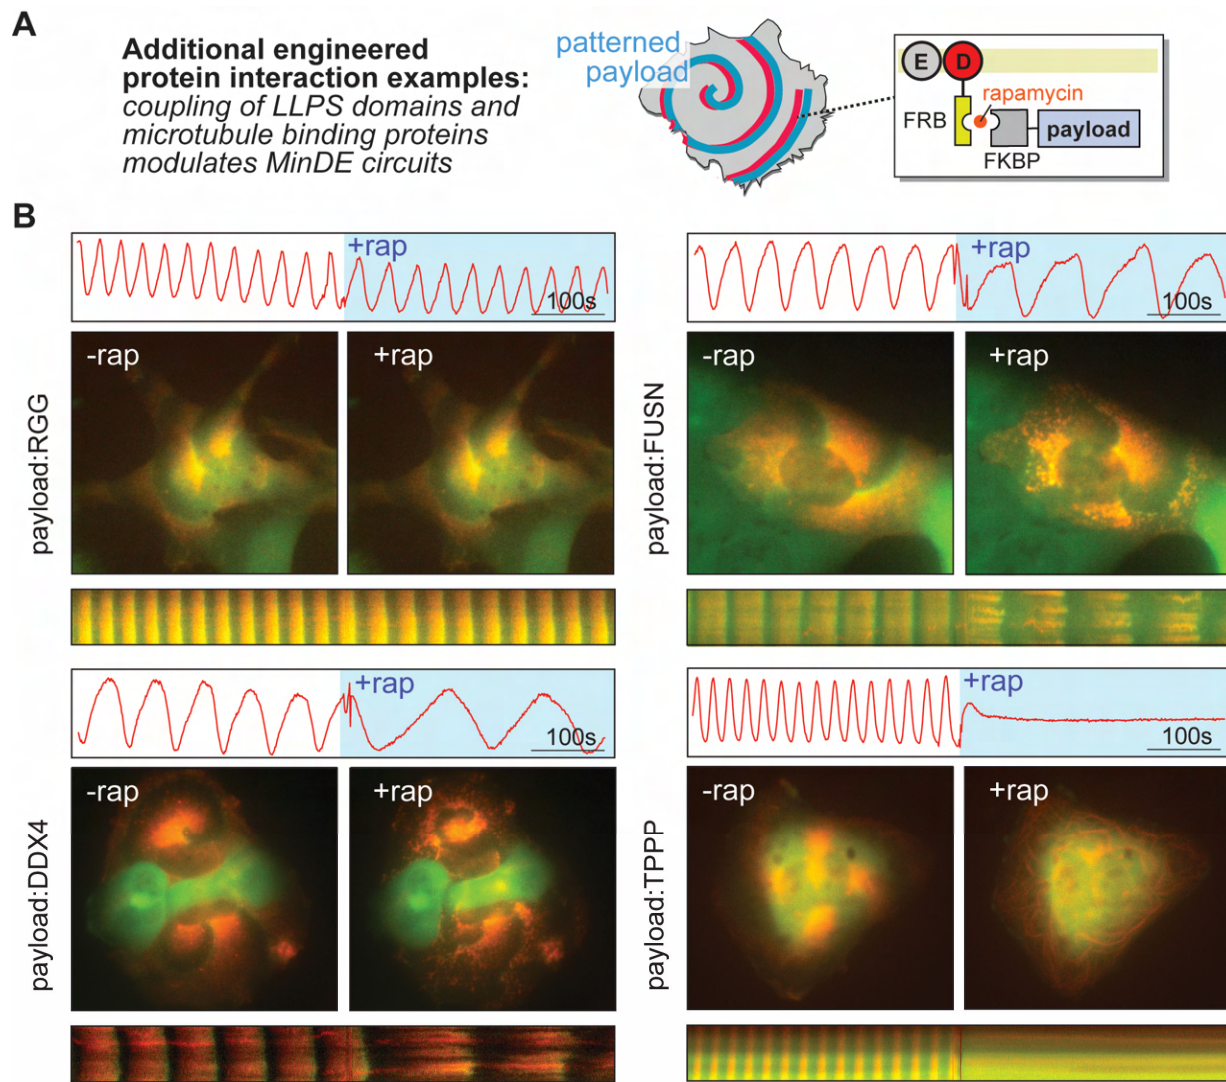 A
Additional engineered
protein interaction examples:
coupling of LLPS domains and
microtubule binding proteins
modulates MinDE circuits
patterned
payload
E
D
rapamycin
FRB
payload
FKBP
B
+rap
100s
-rap
+rap
payload:RGG
+rap
100s
-rap
+rap
payload:FUSN
+rap
100s
-rap
+rap
payload:DDX4
+rap
100s
-rap
+rap
payload:TPPP